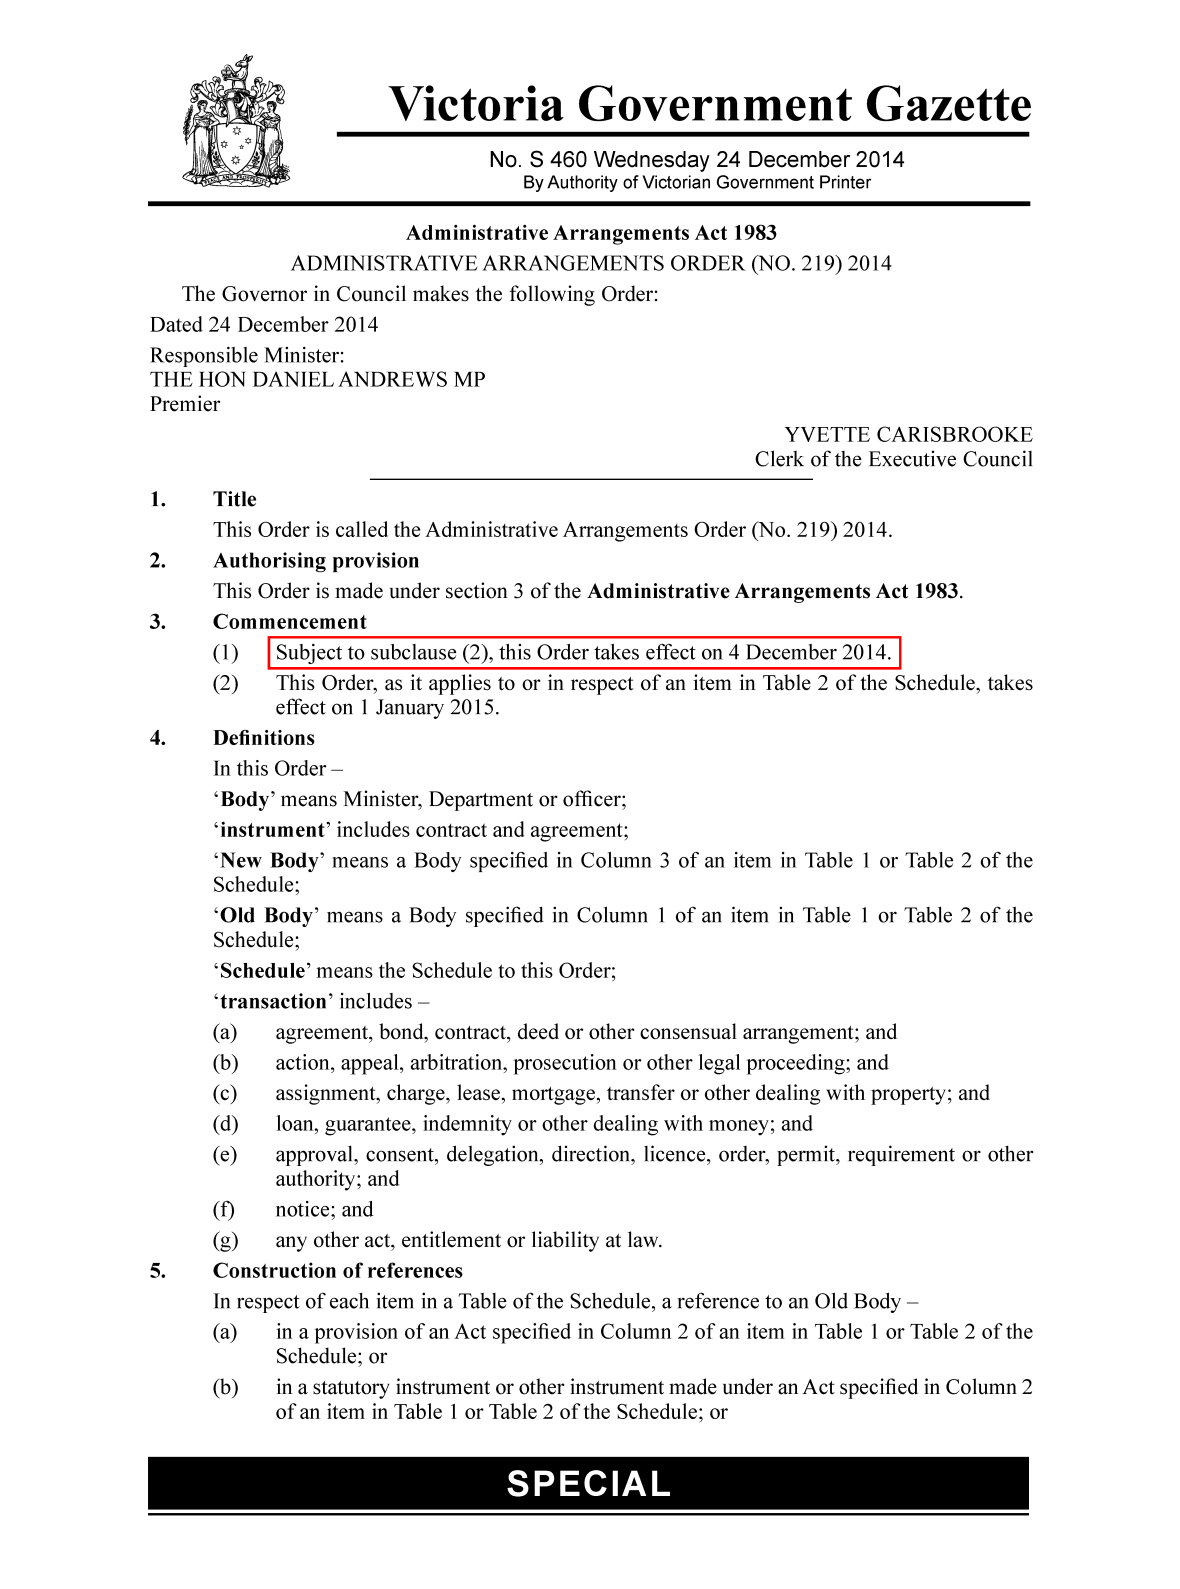 Victoria Government Gazette
No. S 460 Wednesday 24 December 2014
By Authority of Victorian Government Printer
Administrative Arrangements Act 1983
ADMINISTRATIVE ARRANGEMENTS ORDER (NO. 219) 2014
The Governor in Council makes the following Order:
Dated 24 December 2014
Responsible Minister:
THE HON DANIEL ANDREWS MP
Premier
YVETTE CARISBROOKE
Clerk of the Executive Council
1. Title
This Order is called the Administrative Arrangements Order (No. 219) 2014.
2. Authorising provision
This Order is made under section 3 of the Administrative Arrangements Act 1983.
3. Commencement
(1) Subject to subclause (2), this Order takes effect on 4 December 2014.
(2) This Order, as it applies to or in respect of an item in Table 2 of the Schedule, takes
effect on 1 January 2015.
4. Definitions
In this Order –
‘Body’ means Minister, Department or officer;
‘instrument’ includes contract and agreement;
‘New Body’ means a Body specified in Column 3 of an item in Table 1 or Table 2 of the
Schedule;
‘Old Body’ means a Body specified in Column 1 of an item in Table 1 or Table 2 of the
Schedule;
‘Schedule’ means the Schedule to this Order;
‘transaction’ includes –
(a) agreement, bond, contract, deed or other consensual arrangement; and
(b) action, appeal, arbitration, prosecution or other legal proceeding; and
(c) assignment, charge, lease, mortgage, transfer or other dealing with property; and
(d) loan, guarantee, indemnity or other dealing with money; and
(e) approval, consent, delegation, direction, licence, order, permit, requirement or other
authority; and
(f) notice; and
(g) any other act, entitlement or liability at law.
5. Construction of references
In respect of each item in a Table of the Schedule, a reference to an Old Body –
(a) in a provision of an Act specified in Column 2 of an item in Table 1 or Table 2 of the
Schedule; or
(b) in a statutory instrument or other instrument made under an Act specified in Column 2
of an item in Table 1 or Table 2 of the Schedule; or
SPECIAL